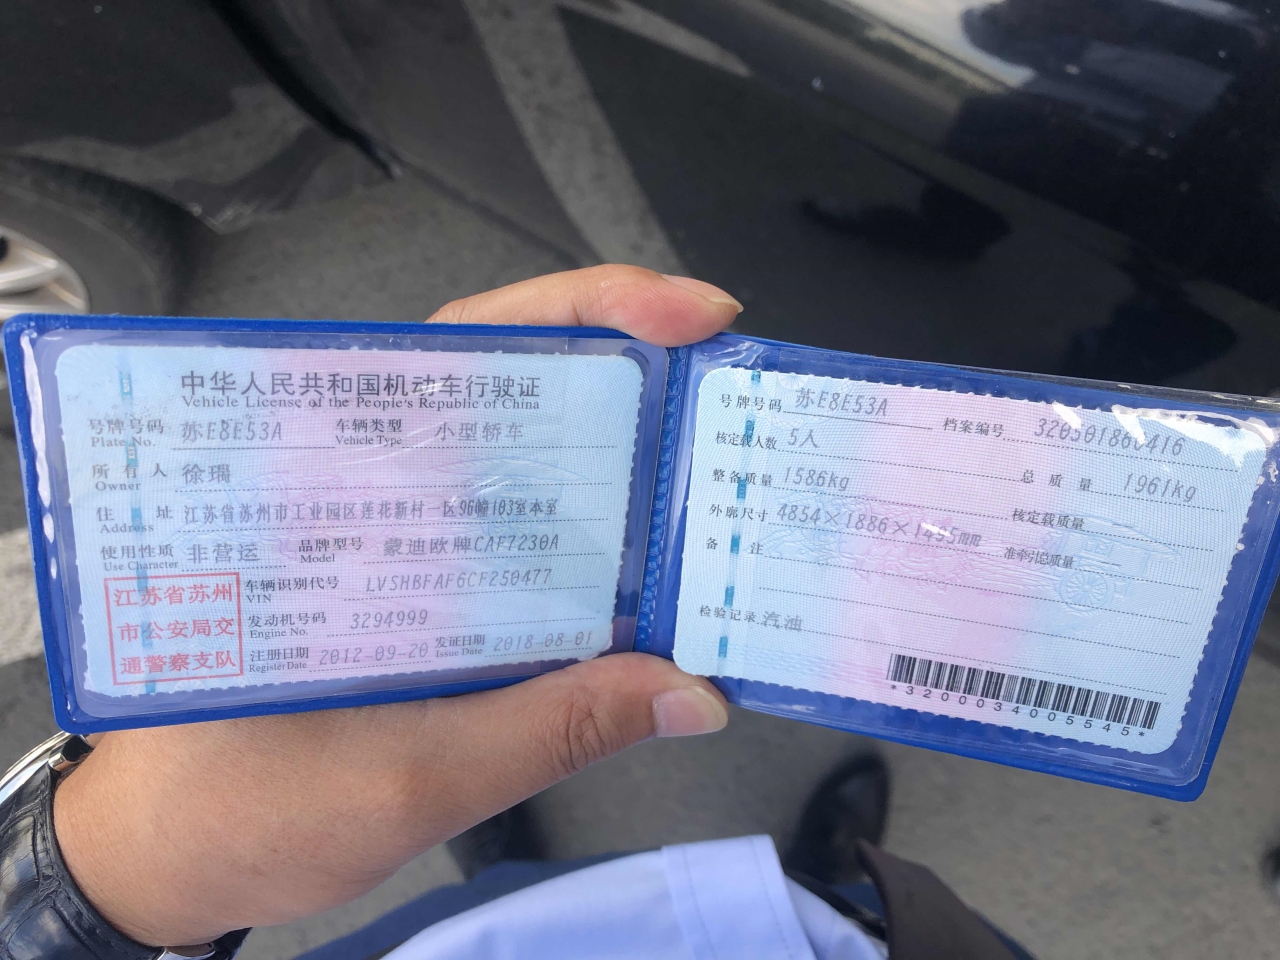 中华人民共和国机动车行驶证
Vehicle License of the People's Republic of China
号牌号码 苏E8E53A 车辆类型 小型轿车
Plate No. Vehicle Type
所有人 徐珊
Owner
住址 江苏省苏州市工业园区莲花新村一区96幢103室本室
Address
使用性质 非营运 品牌型号 蒙迪欧牌CAF7230A
Use Character Model
江苏省苏州
市公安局交
通警察支队
车辆识别代号 LVSHBFAF6CF250477
VIN
发动机号码 3294999
Engine No.
注册日期 2012-09-20 发证日期 2018-08-01
Register Date Issue Date
号牌号码 苏E8E53A 档案编号 320501860416
核定载人数 5人 总质量 1961kg
整备质量 1586kg 核定载质量 —
外廓尺寸 4854×1886×1495mm 准牵引总质量 —
备注
检验记录 汽油
*3200034005545*